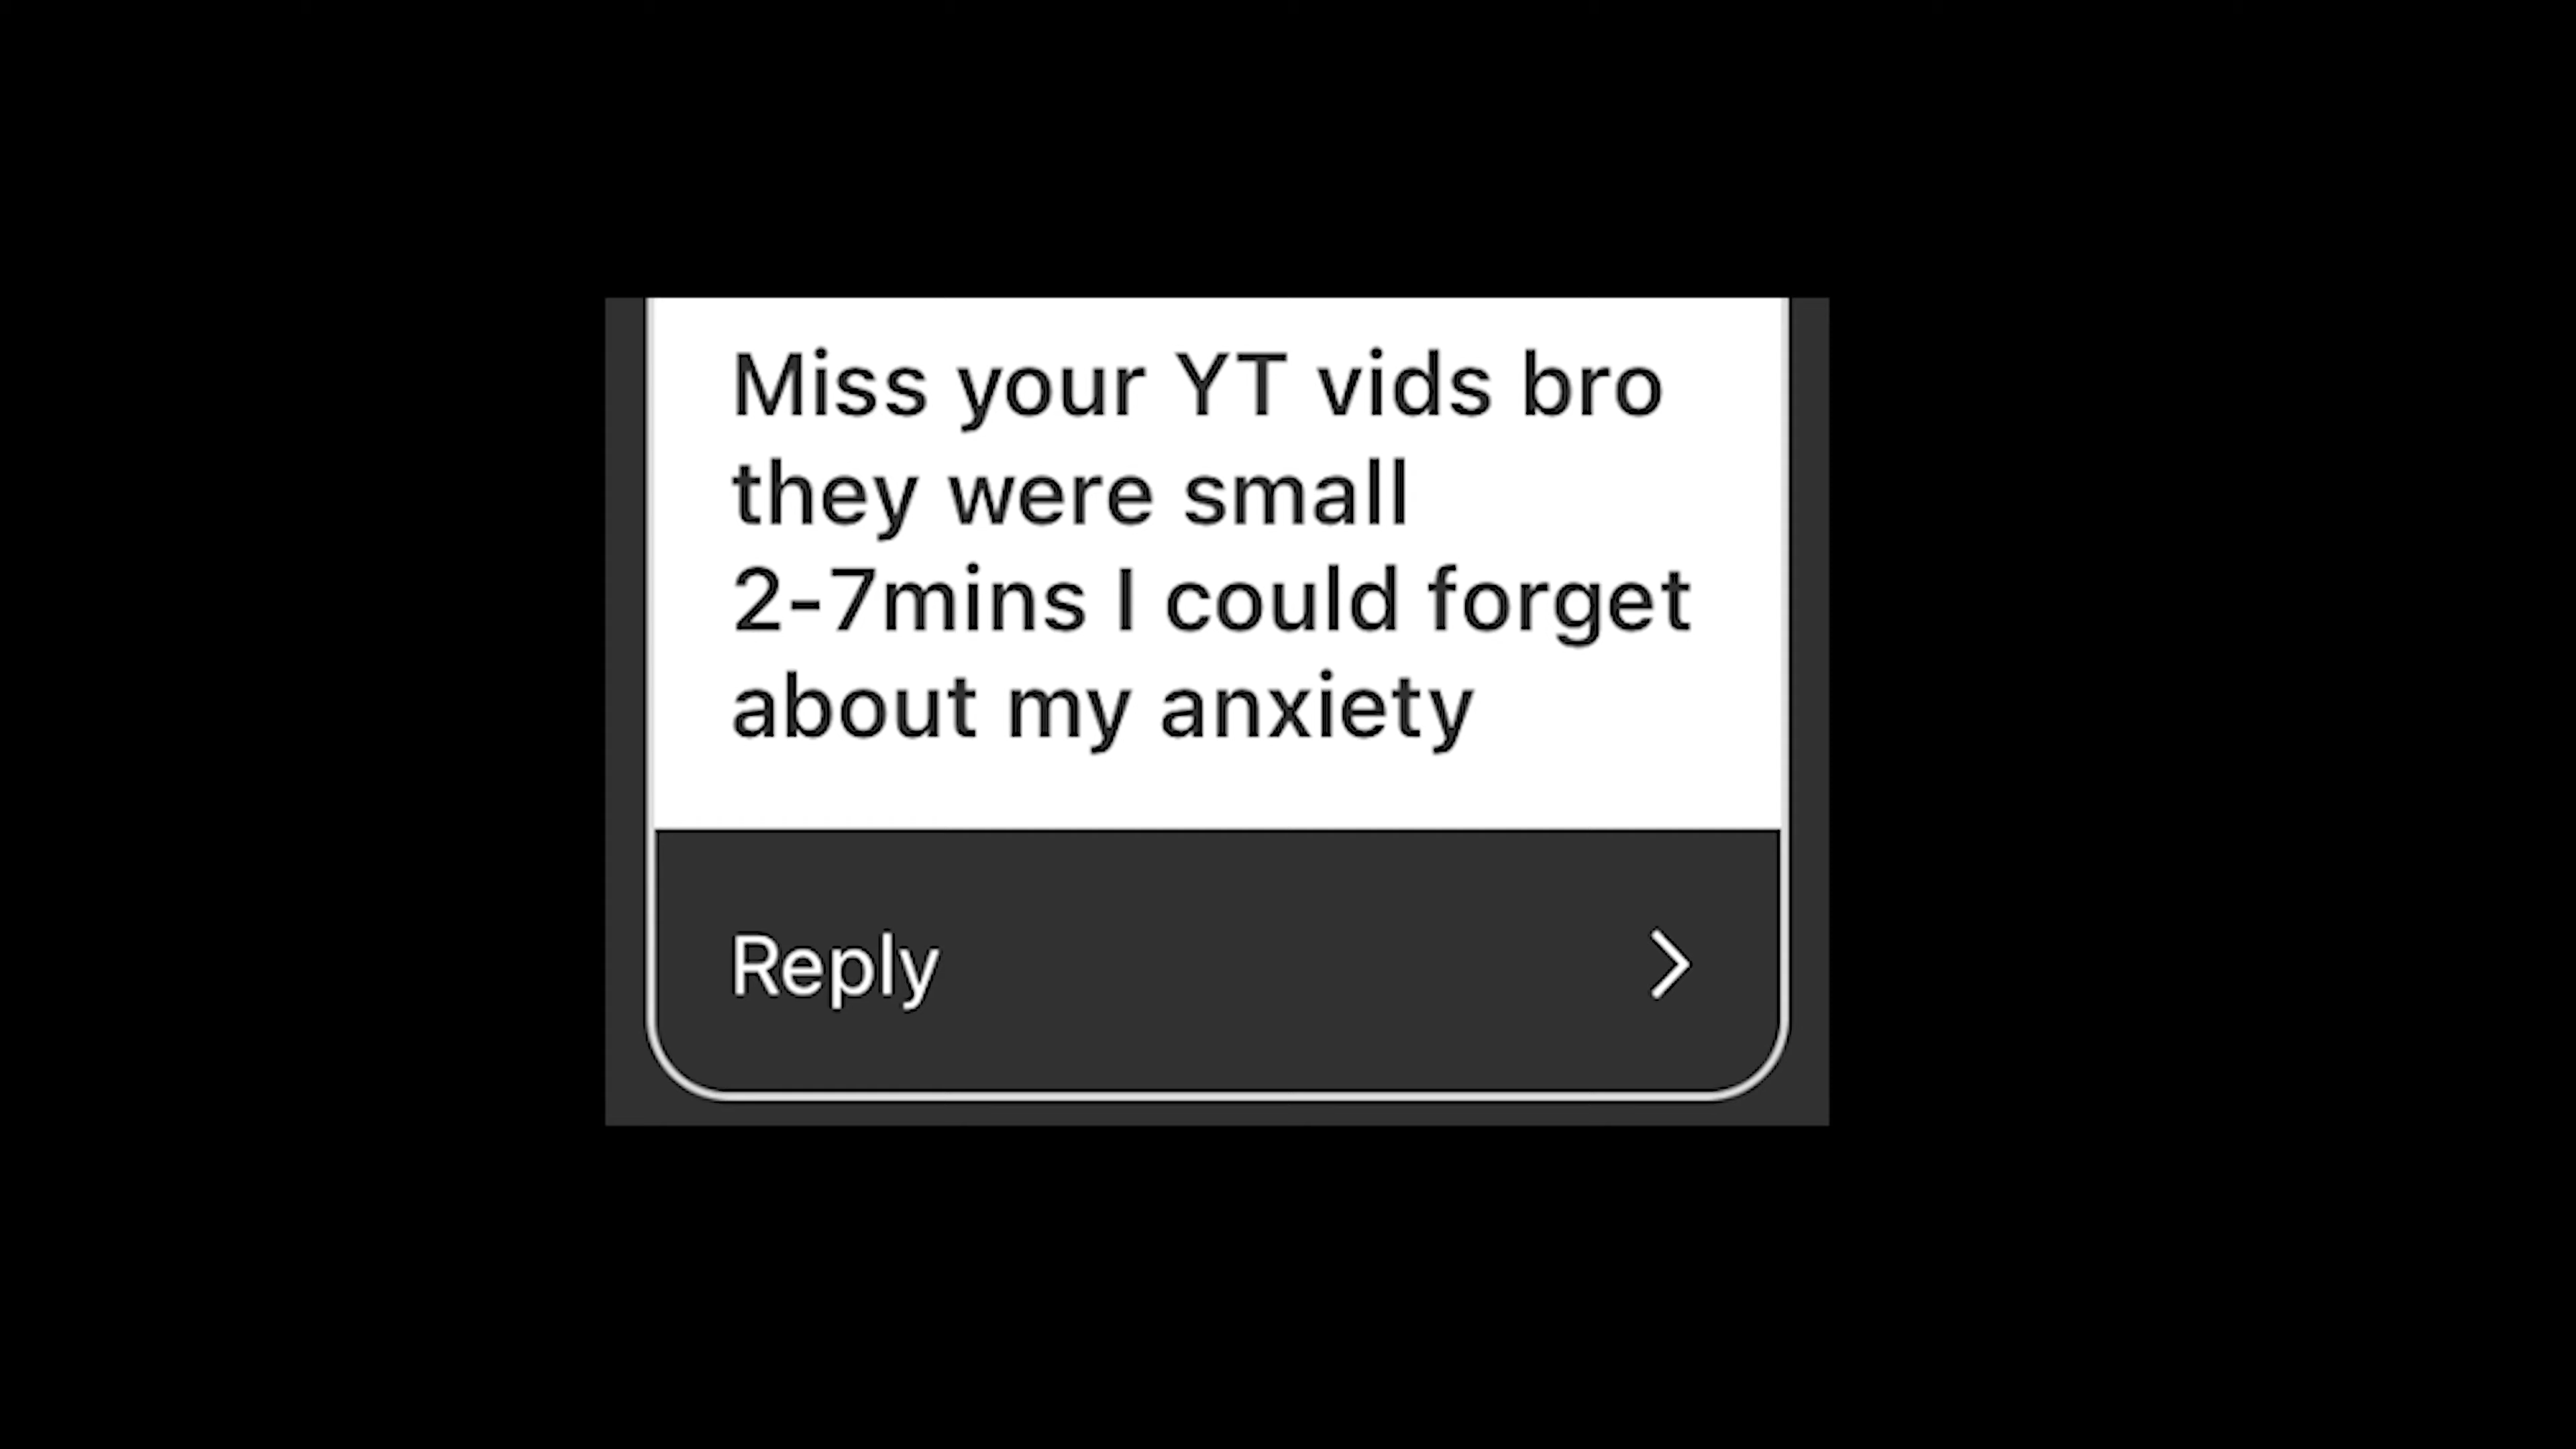 Miss your YT vids bro
they were small
2-7mins I could forget
about my anxiety
Reply